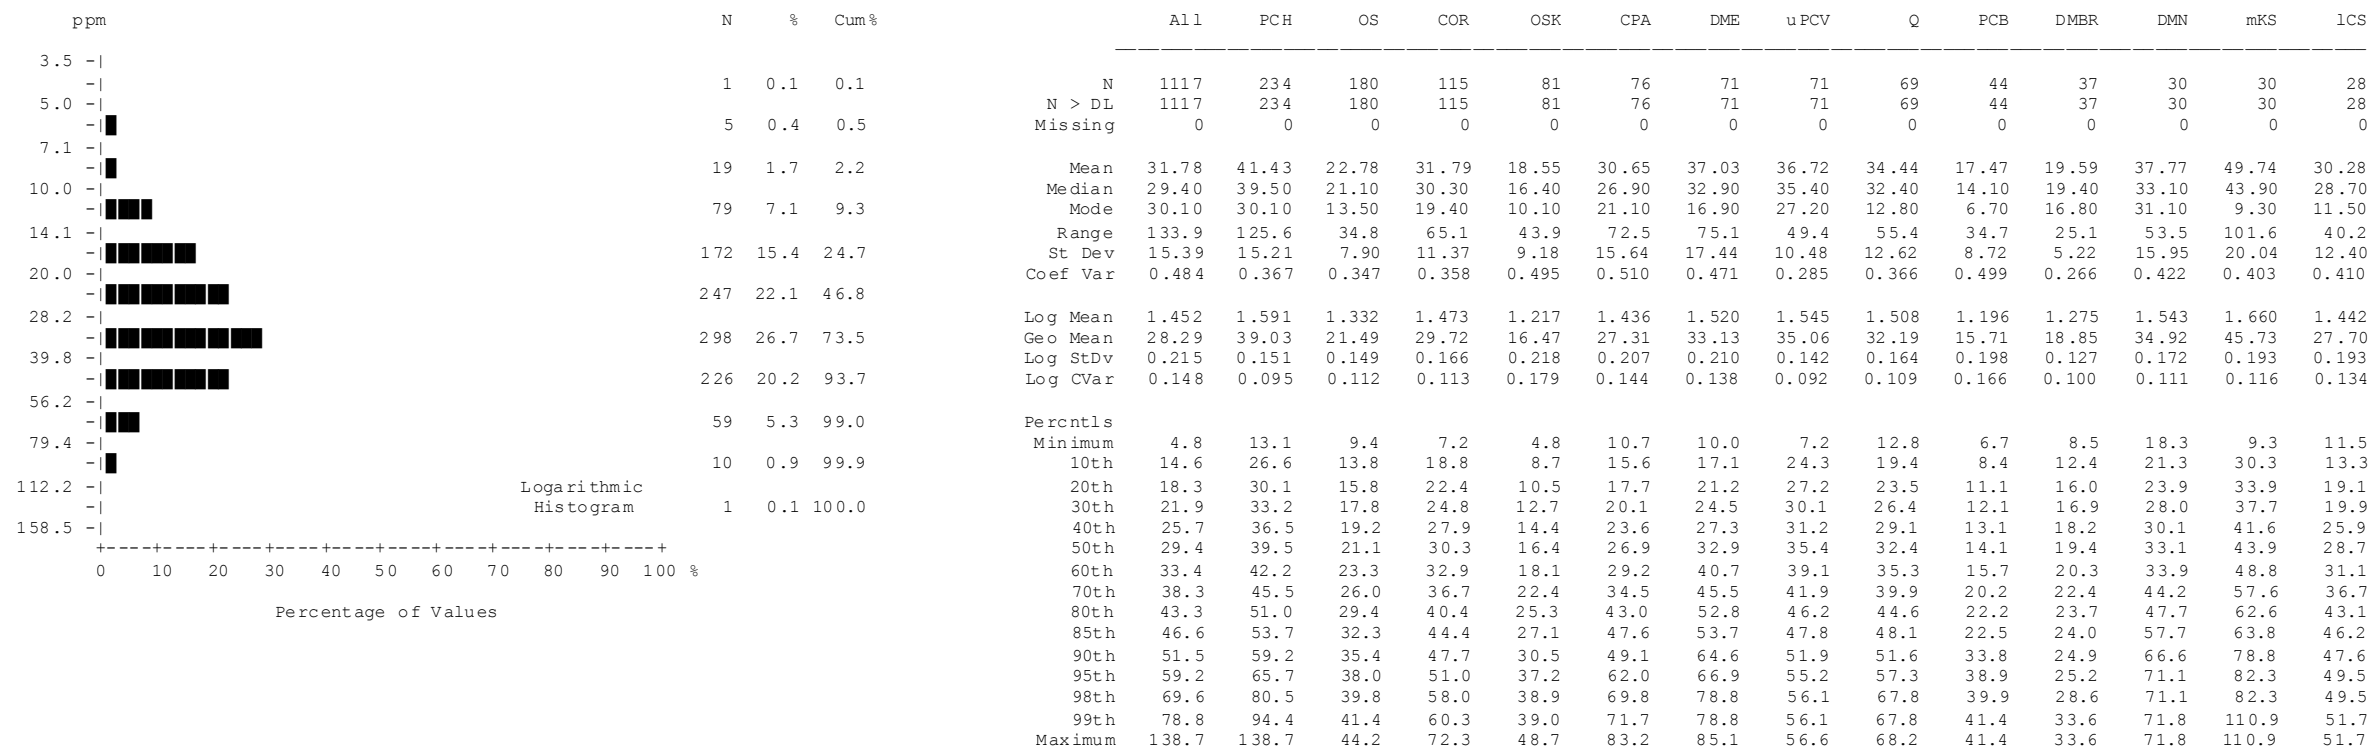 ppm N % Cum% All PCH OS COR OSK CPA DME uPCV Q PCB DMBR DMN mKS lCS
3.5 -|
-| 1 0.1 0.1 N 1117 234 180 115 81 76 71 71 69 44 37 30 30 28
5.0 -| N > DL 1117 234 180 115 81 76 71 71 69 44 37 30 30 28
-| 5 0.4 0.5 Missing 0 0 0 0 0 0 0 0 0 0 0 0 0 0
7.1 -|
-| 19 1.7 2.2 Mean 31.78 41.43 22.78 31.79 18.55 30.65 37.03 36.72 34.44 17.47 19.59 37.77 49.74 30.28
10.0 -| Median 29.40 39.50 21.10 30.30 16.40 26.90 32.90 35.40 32.40 14.10 19.40 33.10 43.90 28.70
-| 79 7.1 9.3 Mode 30.10 30.10 13.50 19.40 10.10 21.10 16.90 27.20 12.80 6.70 16.80 31.10 9.30 11.50
14.1 -| Range 133.9 125.6 34.8 65.1 43.9 72.5 75.1 49.4 55.4 34.7 25.1 53.5 101.6 40.2
-| 172 15.4 24.7 St Dev 15.39 15.21 7.90 11.37 9.18 15.64 17.44 10.48 12.62 8.72 5.22 15.95 20.04 12.40
20.0 -| Coef Var 0.484 0.367 0.347 0.358 0.495 0.510 0.471 0.285 0.366 0.499 0.266 0.422 0.403 0.410
-| 247 22.1 46.8
28.2 -| Log Mean 1.452 1.591 1.332 1.473 1.217 1.436 1.520 1.545 1.508 1.196 1.275 1.543 1.660 1.442
-| 298 26.7 73.5 Geo Mean 28.29 39.03 21.49 29.72 16.47 27.31 33.13 35.06 32.19 15.71 18.85 34.92 45.73 27.70
39.8 -| Log StDv 0.215 0.151 0.149 0.166 0.218 0.207 0.210 0.142 0.164 0.198 0.127 0.172 0.193 0.193
-| 226 20.2 93.7 Log CVar 0.148 0.095 0.112 0.113 0.179 0.144 0.138 0.092 0.109 0.166 0.100 0.111 0.116 0.134
56.2 -|
-| 59 5.3 99.0 Percntls
79.4 -| Minimum 4.8 13.1 9.4 7.2 4.8 10.7 10.0 7.2 12.8 6.7 8.5 18.3 9.3 11.5
-| 10 0.9 99.9 10th 14.6 26.6 13.8 18.8 8.7 15.6 17.1 24.3 19.4 8.4 12.4 21.3 30.3 13.3
112.2 -| Logarithmic 20th 18.3 30.1 15.8 22.4 10.5 17.7 21.2 27.2 23.5 11.1 16.0 23.9 33.9 19.1
-| Histogram 1 0.1 100.0 30th 21.9 33.2 17.8 24.8 12.7 20.1 24.5 30.1 26.4 12.1 16.9 28.0 37.7 19.9
158.5 -| 40th 25.7 36.5 19.2 27.9 14.4 23.6 27.3 31.2 29.1 13.1 18.2 30.1 41.6 25.9
+----+----+----+----+----+----+----+----+----+----+ 50th 29.4 39.5 21.1 30.3 16.4 26.9 32.9 35.4 32.4 14.1 19.4 33.1 43.9 28.7
0 10 20 30 40 50 60 70 80 90 100 % 60th 33.4 42.2 23.3 32.9 18.1 29.2 40.7 39.1 35.3 15.7 20.3 33.9 48.8 31.1
70th 38.3 45.5 26.0 36.7 22.4 34.5 45.5 41.9 39.9 20.2 22.4 44.2 57.6 36.7
Percentage of Values 80th 43.3 51.0 29.4 40.4 25.3 43.0 52.8 46.2 44.6 22.2 23.7 47.7 62.6 43.1
85th 46.6 53.7 32.3 44.4 27.1 47.6 53.7 47.8 48.1 22.5 24.0 57.7 63.8 46.2
90th 51.5 59.2 35.4 47.7 30.5 49.1 64.6 51.9 51.6 33.8 24.9 66.6 78.8 47.6
95th 59.2 65.7 38.0 51.0 37.2 62.0 66.9 55.2 57.3 38.9 25.2 71.1 82.3 49.5
98th 69.6 80.5 39.8 58.0 38.9 69.8 78.8 56.1 67.8 39.9 28.6 71.1 82.3 49.5
99th 78.8 94.4 41.4 60.3 39.0 71.7 78.8 56.1 67.8 41.4 33.6 71.8 110.9 51.7
Maximum 138.7 138.7 44.2 72.3 48.7 83.2 85.1 56.6 68.2 41.4 33.6 71.8 110.9 51.7